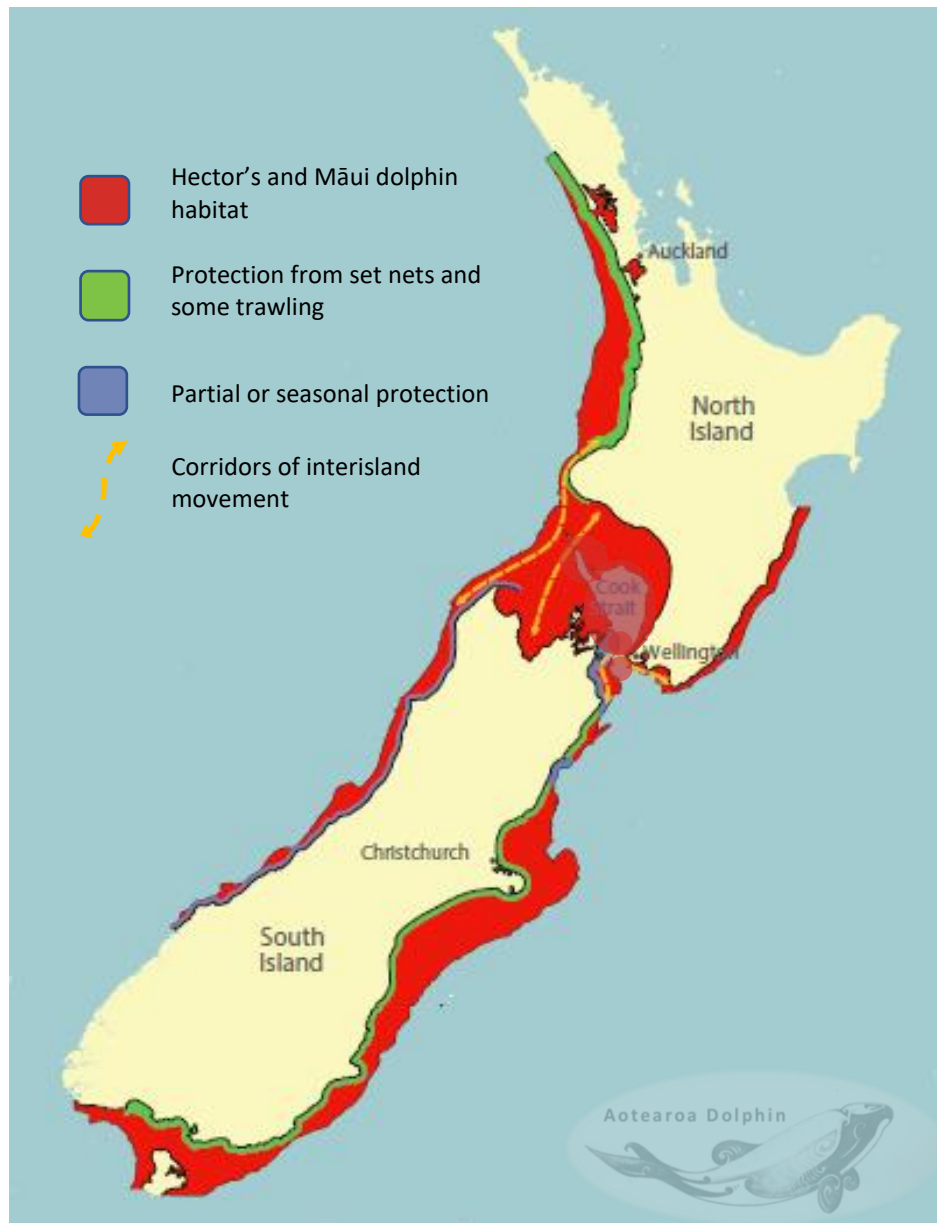 Hector's and Māui dolphin
habitat
Protection from set nets and
some trawling
Partial or seasonal protection
Corridors of interisland
movement
Auckland
North
Island
Cook
Strait
Wellington
Christchurch
South
Island
Aotearoa Dolphin